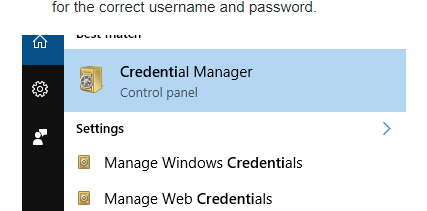 for the correct username and password.
Best match
Credential Manager
Control panel
Settings
Manage Windows Credentials
Manage Web Credentials